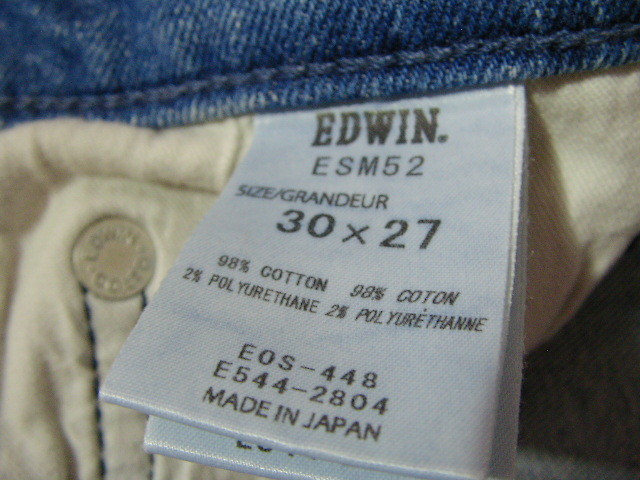 EDWIN.
ESM52
SIZE/GRANDEUR
30×27
98% COTTON 98% COTON
2% POLYURETHANE 2% POLYURÉTHANNE
EOS-448
E544-2804
MADE IN JAPAN
EDWIN